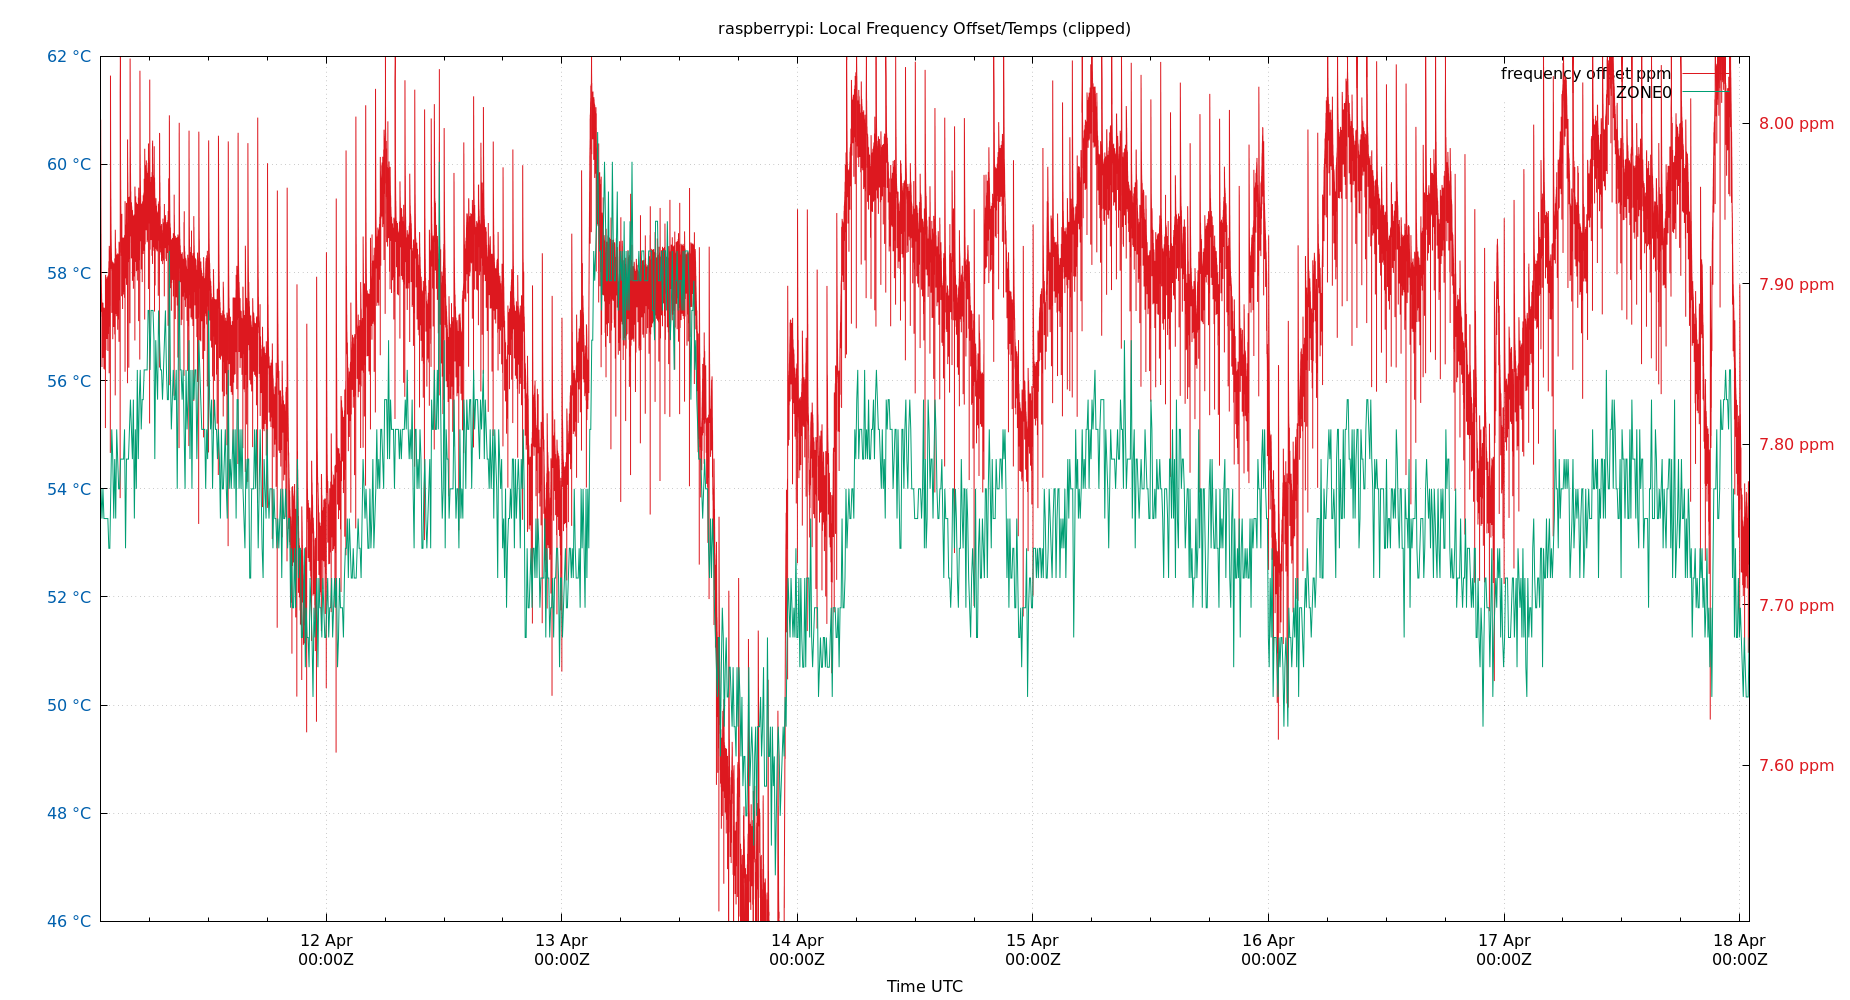 raspberrypi: Local Frequency Offset/Temps (clipped)
62 °C
60 °C
58 °C
56 °C
54 °C
52 °C
50 °C
48 °C
46 °C
frequency offset ppm
ZONE0
8.00 ppm
7.90 ppm
7.80 ppm
7.70 ppm
7.60 ppm
12 Apr
00:00Z
13 Apr
00:00Z
14 Apr
00:00Z
15 Apr
00:00Z
16 Apr
00:00Z
17 Apr
00:00Z
18 Apr
00:00Z
Time UTC